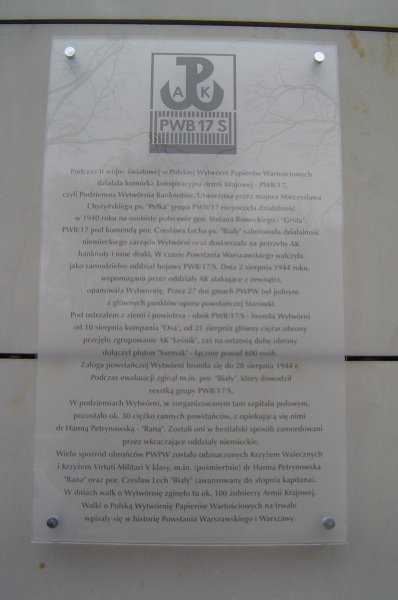 A K
PWB 17 S
Podczas II wojny światowej w Polskiej Wytwórni Papierów Wartościowych
działała komórka konspiracyjna Armii Krajowej - PWB/17,
czyli Podziemna Wytwórnia Banknotów. Utworzona przez majora Mieczysława
Chyżyńskiego ps. "Pełka" grupa PWB/17 rozpoczęła działalność
w 1940 roku na osobiste polecenie gen. Stefana Roweckiego - "Grota".
PWB/17 pod komendą por. Czesława Lecha ps. "Biały" sabotowała działalność
niemieckiego zarządu Wytwórni oraz dostarczała na potrzeby AK
banknoty i inne druki. W czasie Powstania Warszawskiego walczyła
jako samodzielny oddział bojowy PWB/17/S. Dnia 2 sierpnia 1944 roku,
wspomagana przez oddziały AK atakujące z zewnątrz,
opanowała Wytwórnię. Przez 27 dni gmach PWPW był jednym
z głównych punktów oporu powstańczej Starówki.
Pod ostrzałem z ziemi i powietrza - obok PWB/17/S - broniła Wytwórni
od 10 sierpnia kompania "Osa", od 21 sierpnia główny ciężar obrony
przejęło zgrupowanie AK "Leśnik", zaś na ostatnią dobę obrony
dołączył pluton "Sarmak" - łącznie ponad 600 osób.
Załoga powstańczej Wytwórni broniła się do 28 sierpnia 1944 r.
Podczas ewakuacji zginął m.in. por. "Biały", który dowodził
resztką grupy PWB/17/S.
W podziemiach Wytwórni, w zorganizowanym tam szpitalu polowym,
pozostało ok. 30 ciężko rannych powstańców, z opiekującą się nimi
dr Hanną Petrynowską - "Raną". Zostali oni w bestialski sposób zamordowani
przez wkraczające oddziały niemieckie.
Wielu spośród obrońców PWPW zostało odznaczonych Krzyżem Walecznych
i Krzyżem Virtuti Militari V klasy, m.in. (pośmiertnie) dr Hanna Petrynowska
"Rana" oraz por. Czesław Lech "Biały" (awansowany do stopnia kapitana).
W dniach walk o Wytwórnię zginęło tu ok. 100 żołnierzy Armii Krajowej.
Walki o Polską Wytwórnię Papierów Wartościowych na trwałe
wpisały się w historię Powstania Warszawskiego i Warszawy.